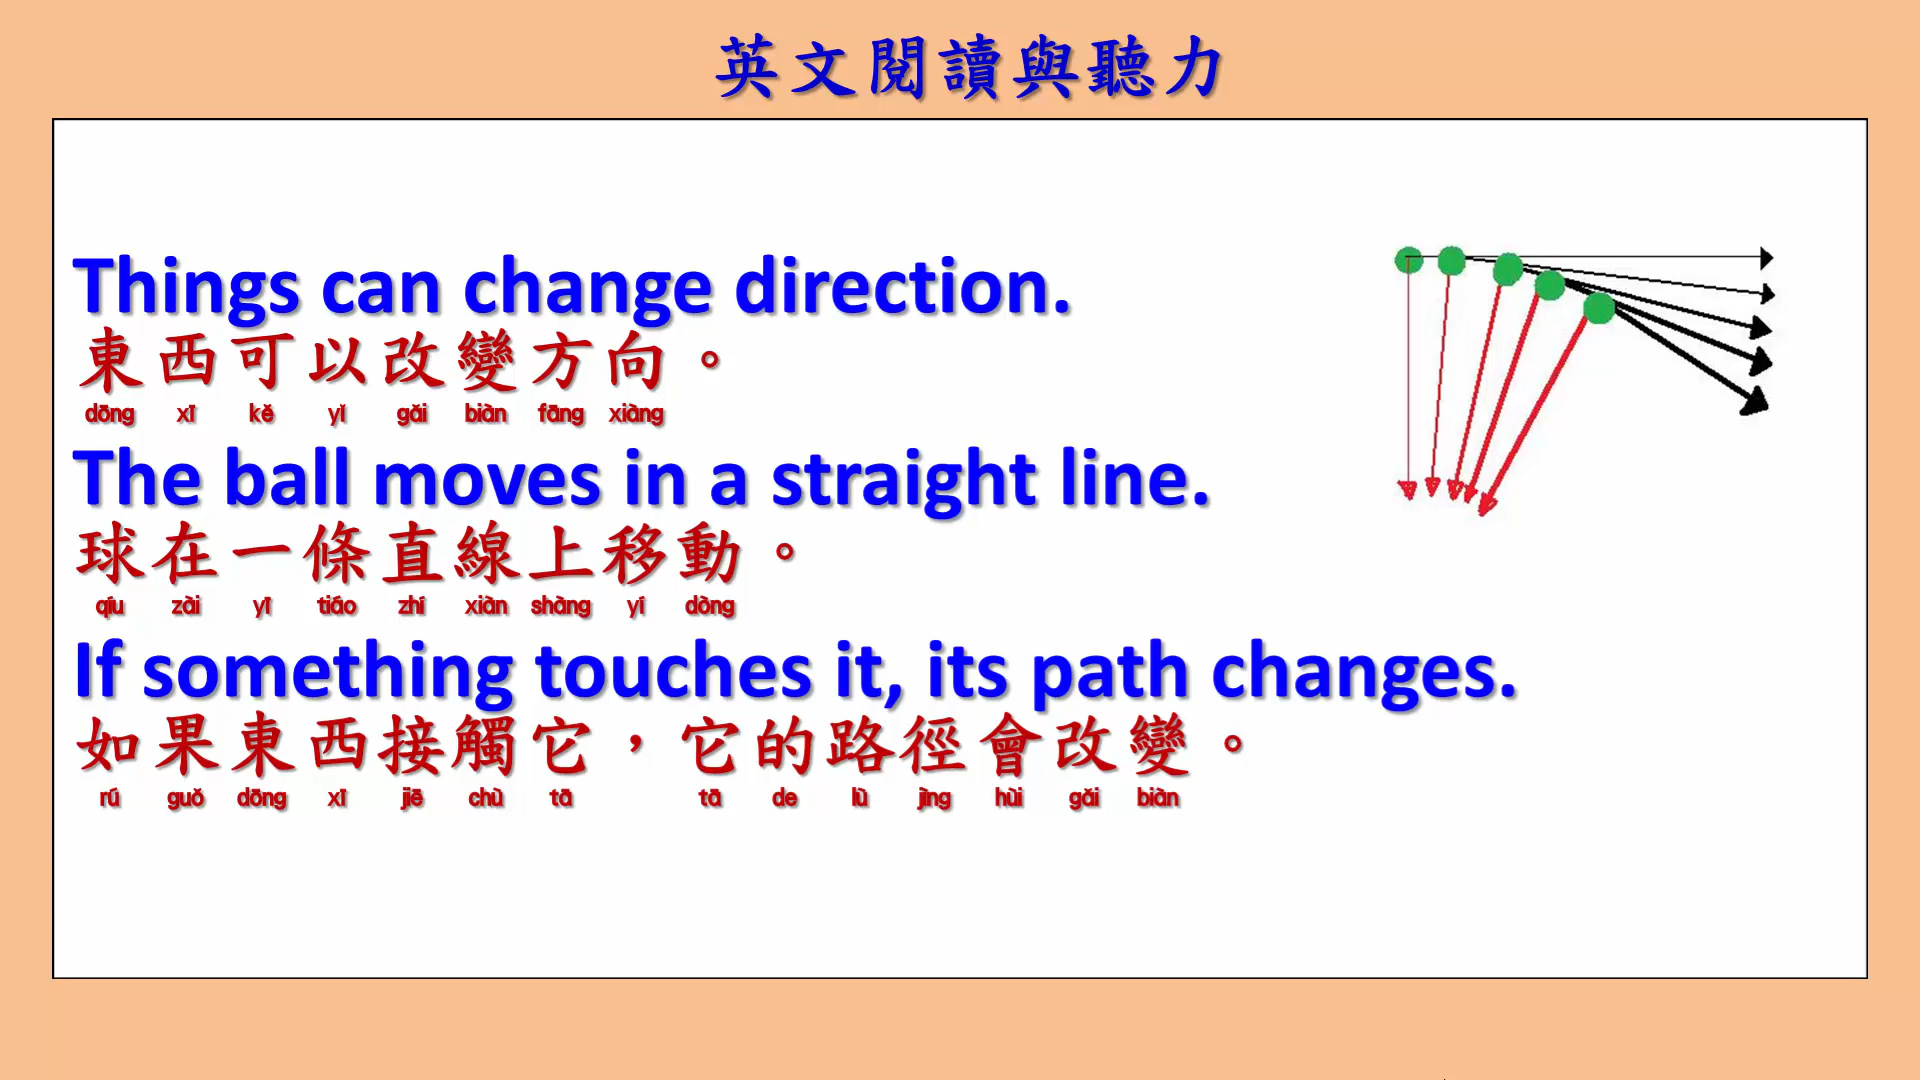 英文閱讀與聽力
Things can change direction.
東西可以改變方向。
dōng xī kě yǐ gǎi biàn fāng xiàng
The ball moves in a straight line.
球在一條直線上移動。
qíu zài yī tiáo zhí xiàn shàng yí dòng
If something touches it, its path changes.
如果東西接觸它，它的路徑會改變。
rú guǒ dōng xī jiē chù tā tā de lù jìng hùi gǎi biàn